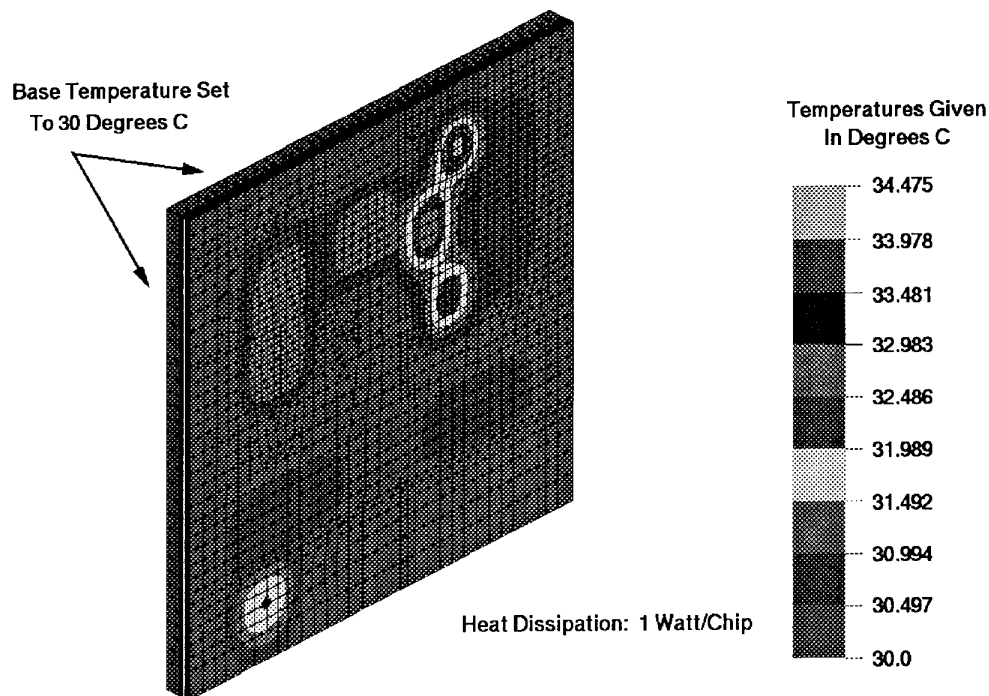 Base Temperature Set
To 30 Degrees C
Temperatures Given
In Degrees C
34.475
33.978
33.481
32.983
32.486
31.989
31.492
30.994
30.497
30.0
Heat Dissipation: 1 Watt/Chip